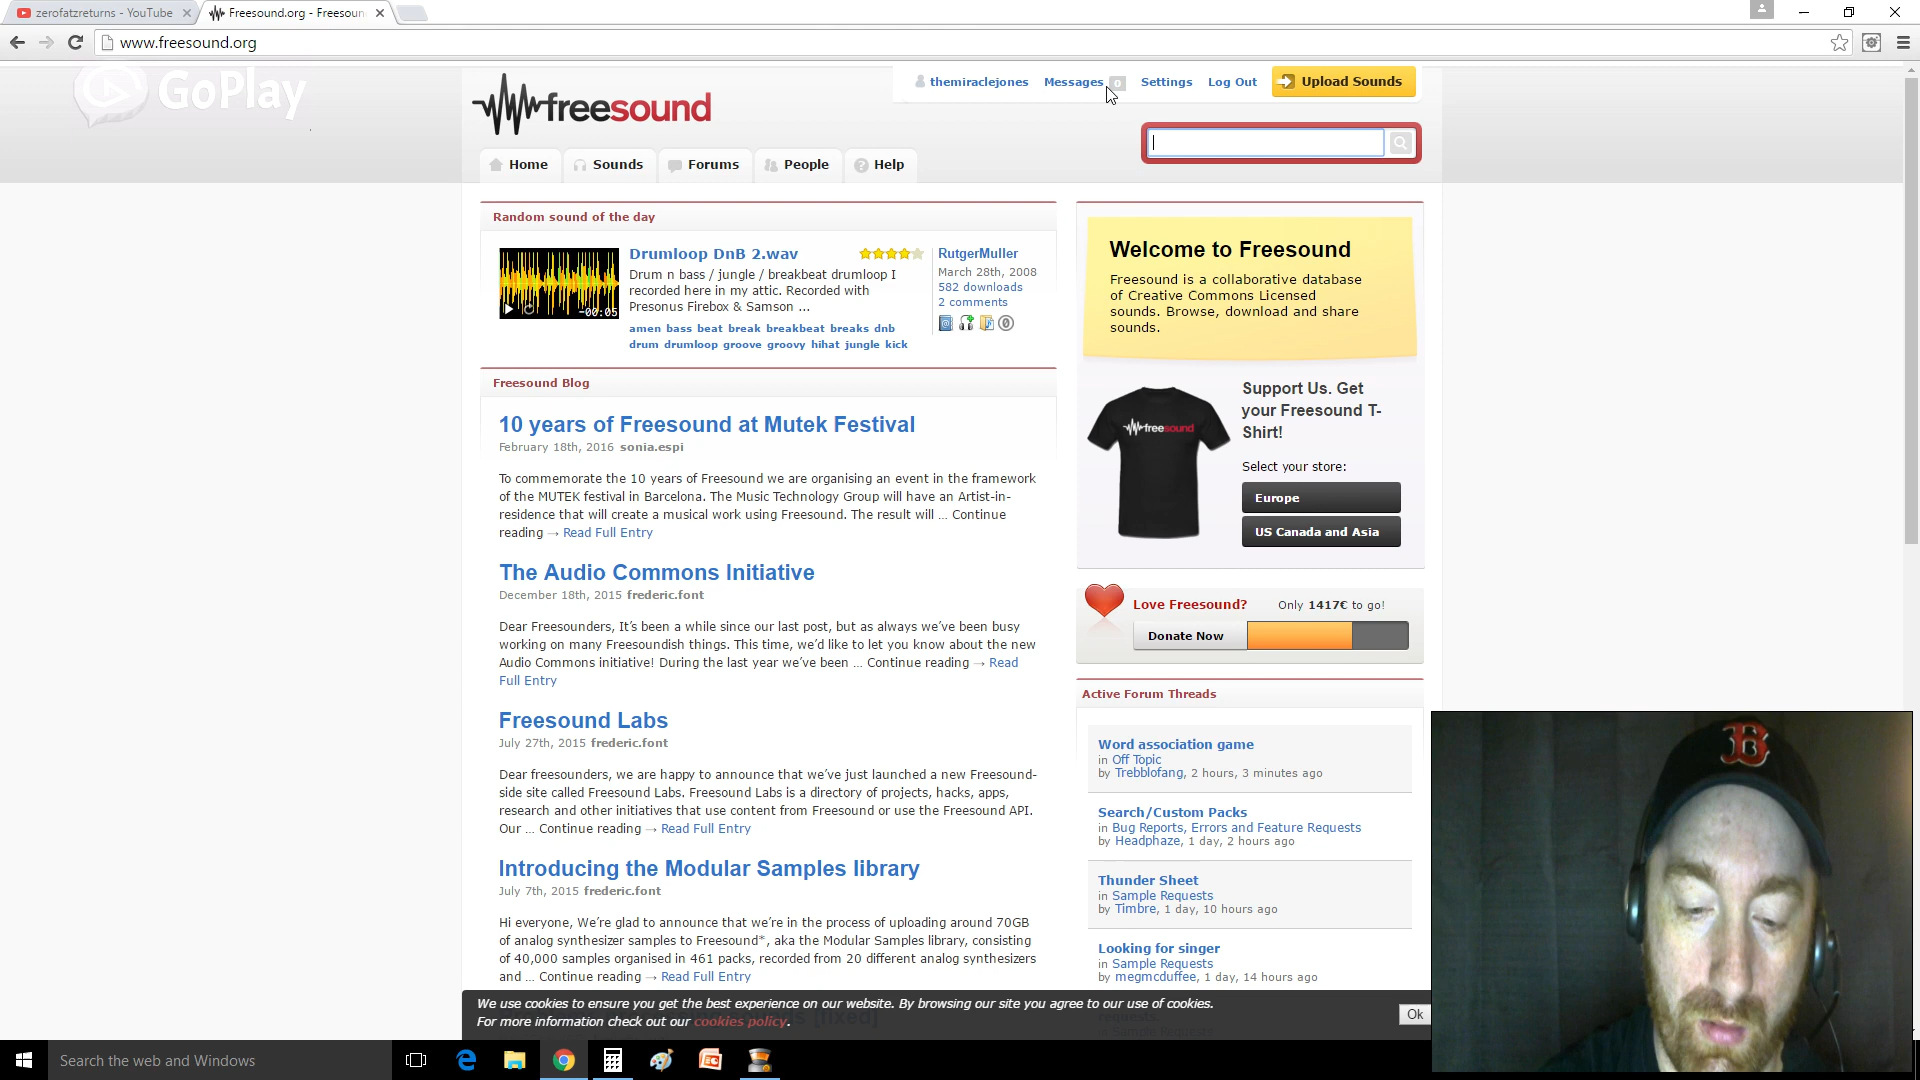 zerofatzreturns - YouTube
Freesound.org - Freesoun
www.freesound.org
GoPlay
freesound
themiraclejones Messages 0 Settings Log Out Upload Sounds
Home Sounds Forums People Help
Random sound of the day
Drumloop DnB 2.wav
Drum n bass / jungle / breakbeat drumloop I
recorded here in my attic. Recorded with
Presonus Firebox & Samson ...
amen bass beat break breakbeat breaks dnb
drum drumloop groove groovy hihat jungle kick
-00:05
RutgerMuller
March 28th, 2008
582 downloads
2 comments
Freesound Blog
10 years of Freesound at Mutek Festival
February 18th, 2016 sonia.espi
To commemorate the 10 years of Freesound we are organising an event in the framework
of the MUTEK festival in Barcelona. The Music Technology Group will have an Artist-in-
residence that will create a musical work using Freesound. The result will ... Continue
reading → Read Full Entry
The Audio Commons Initiative
December 18th, 2015 frederic.font
Dear Freesounders, It's been a while since our last post, but as always we've been busy
working on many Freesoundish things. This time, we'd like to let you know about the new
Audio Commons initiative! During the last year we've been ... Continue reading → Read
Full Entry
Freesound Labs
July 27th, 2015 frederic.font
Dear freesounders, we are happy to announce that we've just launched a new Freesound-
side site called Freesound Labs. Freesound Labs is a directory of projects, hacks, apps,
research and other initiatives that use content from Freesound or use the Freesound API.
Our ... Continue reading → Read Full Entry
Introducing the Modular Samples library
July 7th, 2015 frederic.font
Hi everyone, We're glad to announce that we're in the process of uploading around 70GB
of analog synthesizer samples to Freesound*, aka the Modular Samples library, consisting
of 40,000 samples organised in 461 packs, recorded from 20 different analog synthesizers
and ... Continue reading → Read Full Entry
Welcome to Freesound
Freesound is a collaborative database
of Creative Commons Licensed
sounds. Browse, download and share
sounds.
freesound
Support Us. Get
your Freesound T-
Shirt!
Select your store:
Europe
US Canada and Asia
Love Freesound? Only 1417€ to go!
Donate Now
Active Forum Threads
Word association game
in Off Topic
by Trebblofang, 2 hours, 3 minutes ago
Search/Custom Packs
in Bug Reports, Errors and Feature Requests
by Headphaze, 1 day, 2 hours ago
Thunder Sheet
in Sample Requests
by Timbre, 1 day, 10 hours ago
Looking for singer
in Sample Requests
by megmcduffee, 1 day, 14 hours ago
We use cookies to ensure you get the best experience on our website. By browsing our site you agree to our use of cookies.
For more information check out our cookies policy.
Ok
B
Search the web and Windows